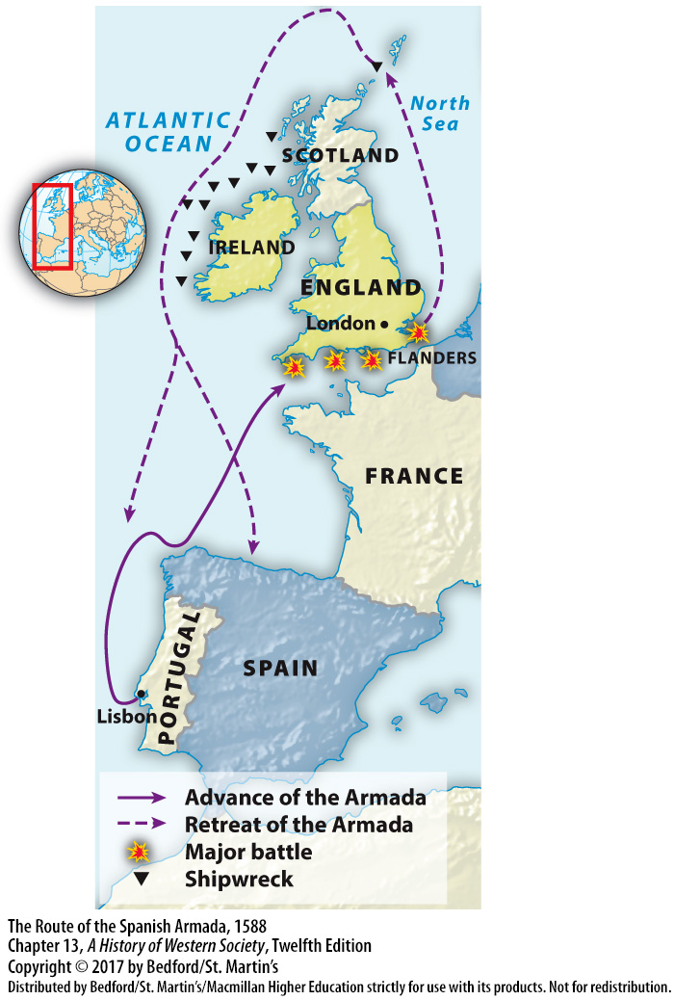 ATLANTIC
OCEAN
North
Sea
SCOTLAND
IRELAND
ENGLAND
London
FLANDERS
FRANCE
PORTUGAL
SPAIN
Lisbon
Advance of the Armada
Retreat of the Armada
Major battle
Shipwreck
The Route of the Spanish Armada, 1588
Chapter 13, A History of Western Society, Twelfth Edition
Copyright © 2017 by Bedford/St. Martin's
Distributed by Bedford/St. Martin's/Macmillan Higher Education strictly for use with its products. Not for redistribution.